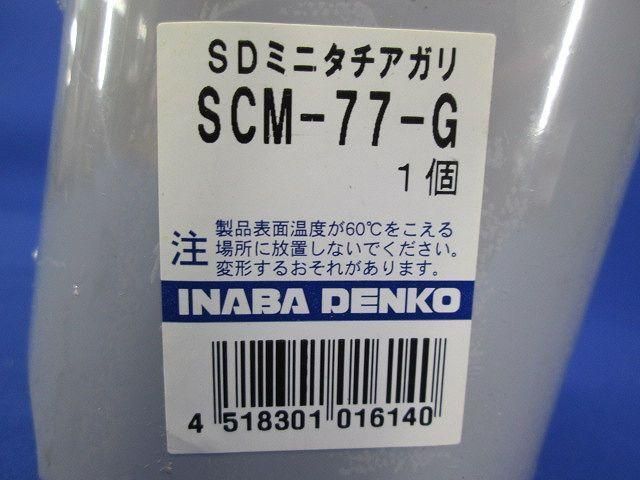 SDミニタチアガリ
SCM-77-G
1個
注
製品表面温度が60℃をこえる
場所に放置しないでください。
変形するおそれがあります。
INABA DENKO
4 518301 016140